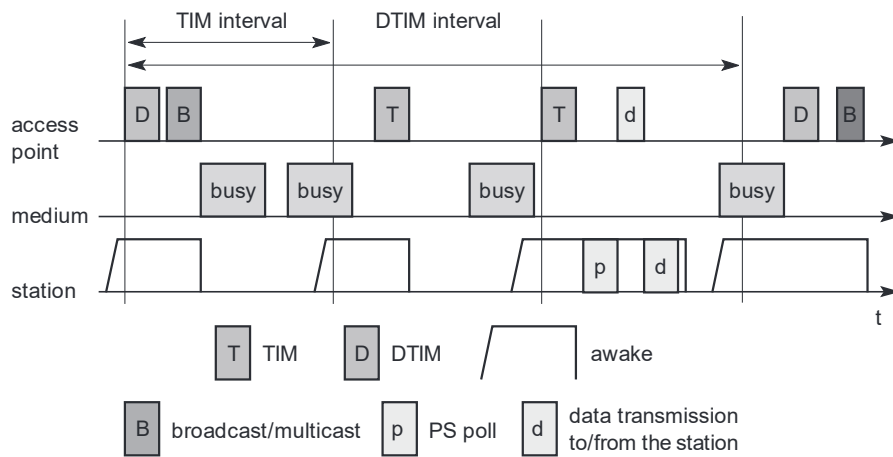 TIM interval DTIM interval
D B T T d D B
access
point
busy busy busy busy
medium
p d
station
t
T TIM D DTIM awake
B broadcast/multicast p PS poll d data transmission
to/from the station